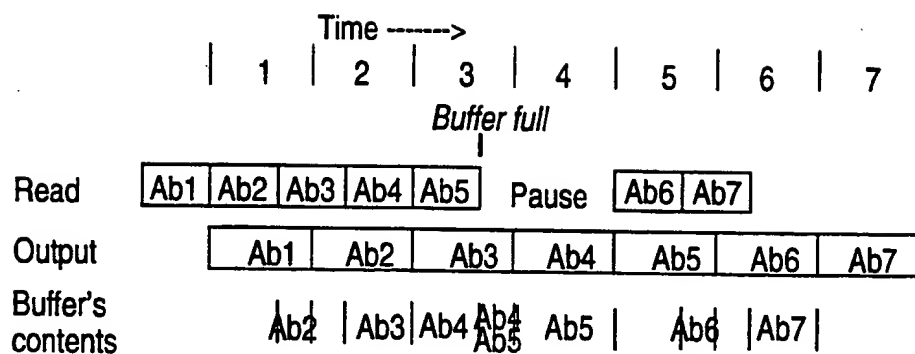 Time ------->
| 1 | 2 | 3 | 4 | 5 | 6 | 7
Buffer full
Read Ab1 Ab2 Ab3 Ab4 Ab5 Pause Ab6 Ab7
Output Ab1 Ab2 Ab3 Ab4 Ab5 Ab6 Ab7
Buffer's
contents Ab2 Ab3 Ab4 Ab4 Ab5 Ab5 Ab6 Ab7